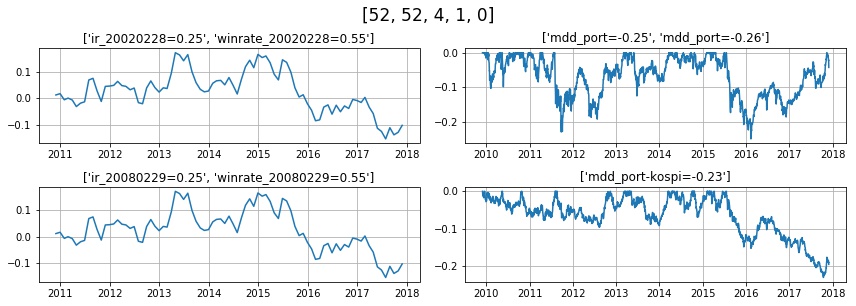 [52, 52, 4, 1, 0]
['ir_20020228=0.25', 'winrate_20020228=0.55']
0.1
0.0
−0.1
2011 2012 2013 2014 2015 2016 2017 2018
['mdd_port=-0.25', 'mdd_port=-0.26']
0.0
−0.1
−0.2
2010 2011 2012 2013 2014 2015 2016 2017 2018
['ir_20080229=0.25', 'winrate_20080229=0.55']
0.1
0.0
−0.1
2011 2012 2013 2014 2015 2016 2017 2018
['mdd_port-kospi=-0.23']
0.0
−0.1
−0.2
2010 2011 2012 2013 2014 2015 2016 2017 2018